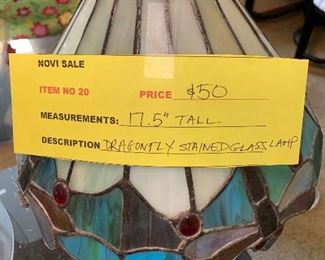 NOVI SALE
ITEM NO 20 PRICE $50
MEASUREMENTS: 17.5" TALL
DESCRIPTION DRAGONFLY STAINED GLASS LAMP